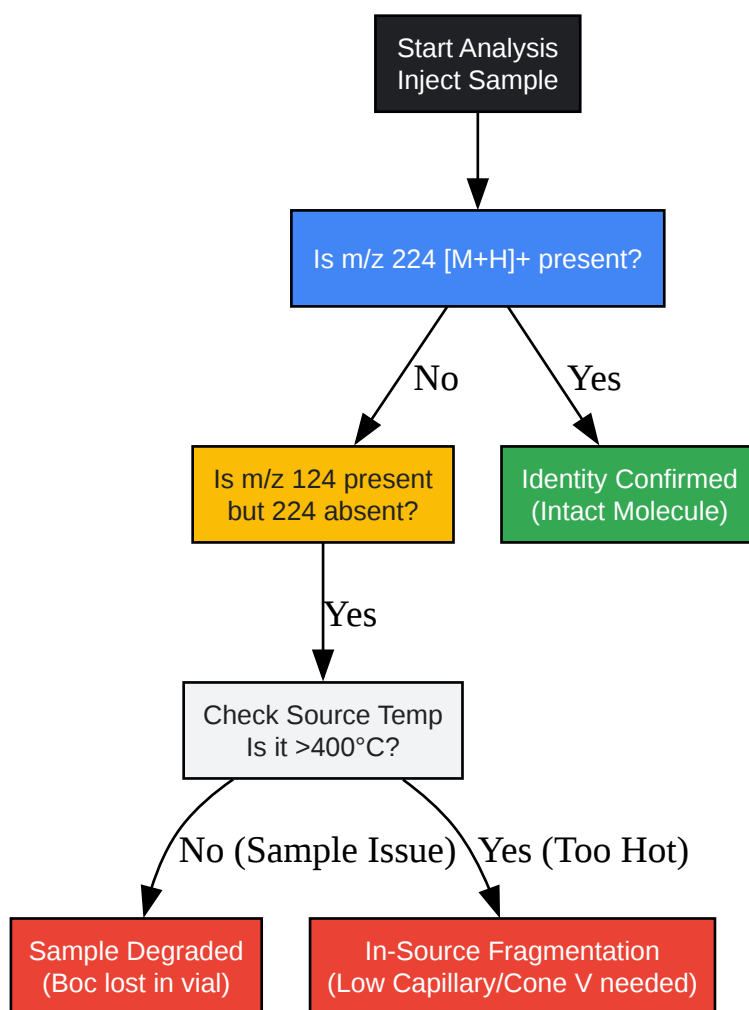 Start Analysis
Inject Sample
Is m/z 224 [M+H]+ present?
No
Yes
Is m/z 124 present
but 224 absent?
Identity Confirmed
(Intact Molecule)
Yes
Check Source Temp
Is it >400°C?
No (Sample Issue)
Yes (Too Hot)
Sample Degraded
(Boc lost in vial)
In-Source Fragmentation
(Low Capillary/Cone V needed)